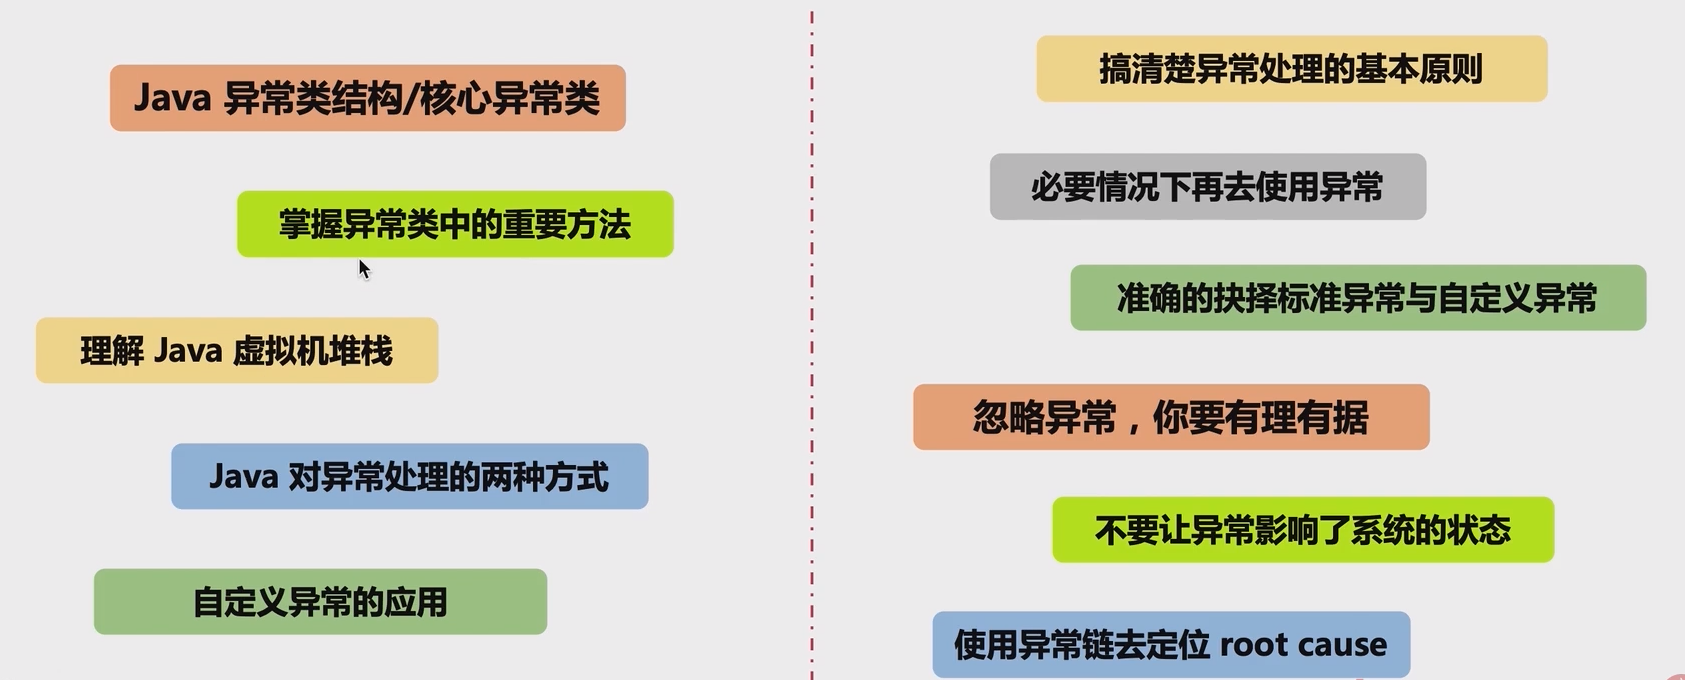 Java 异常类结构/核心异常类
掌握异常类中的重要方法
理解 Java 虚拟机堆栈
Java 对异常处理的两种方式
自定义异常的应用
搞清楚异常处理的基本原则
必要情况下再去使用异常
准确的抉择标准异常与自定义异常
忽略异常，你要有理有据
不要让异常影响了系统的状态
使用异常链去定位 root cause